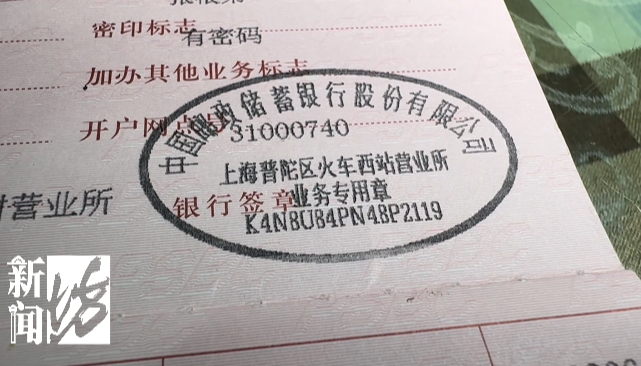 密印标志
有密码
加办其他业务标志
开户网点
中国邮政储蓄银行股份有限公司
31000740
上海普陀区火车西站营业所
营业所
银行签章
业务专用章
K4N8U84PN48P2119
新闻